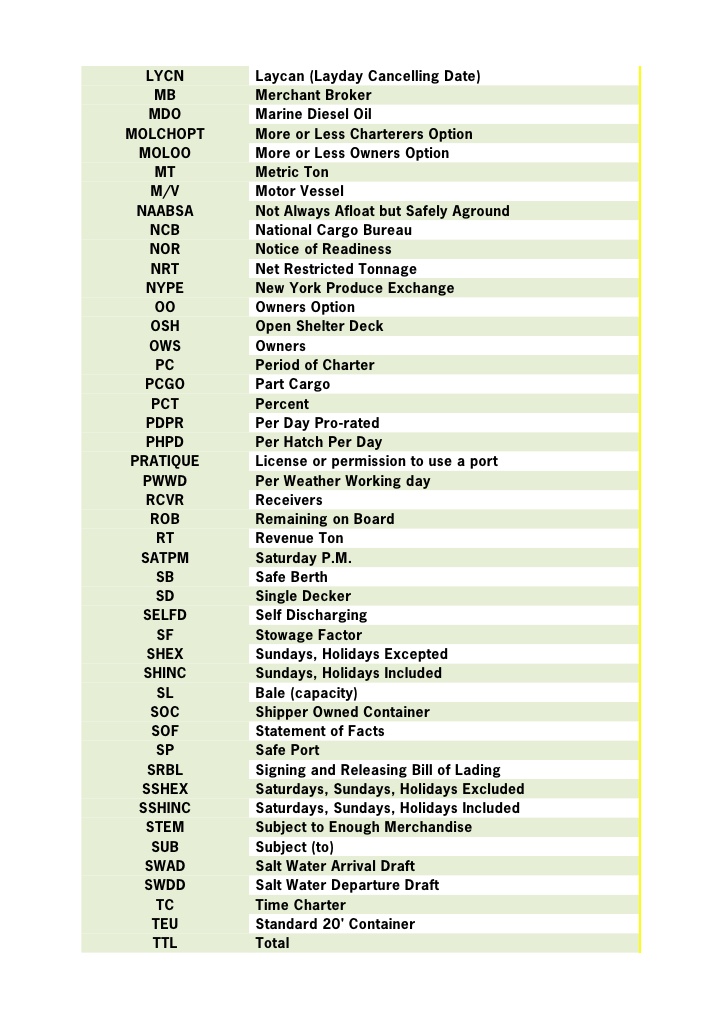 LYCN Laycan (Layday Cancelling Date)
MB Merchant Broker
MDO Marine Diesel Oil
MOLCHOPT More or Less Charterers Option
MOLOO More or Less Owners Option
MT Metric Ton
M/V Motor Vessel
NAABSA Not Always Afloat but Safely Aground
NCB National Cargo Bureau
NOR Notice of Readiness
NRT Net Restricted Tonnage
NYPE New York Produce Exchange
OO Owners Option
OSH Open Shelter Deck
OWS Owners
PC Period of Charter
PCGO Part Cargo
PCT Percent
PDPR Per Day Pro-rated
PHPD Per Hatch Per Day
PRATIQUE License or permission to use a port
PWWD Per Weather Working day
RCVR Receivers
ROB Remaining on Board
RT Revenue Ton
SATPM Saturday P.M.
SB Safe Berth
SD Single Decker
SELFD Self Discharging
SF Stowage Factor
SHEX Sundays, Holidays Excepted
SHINC Sundays, Holidays Included
SL Bale (capacity)
SOC Shipper Owned Container
SOF Statement of Facts
SP Safe Port
SRBL Signing and Releasing Bill of Lading
SSHEX Saturdays, Sundays, Holidays Excluded
SSHINC Saturdays, Sundays, Holidays Included
STEM Subject to Enough Merchandise
SUB Subject (to)
SWAD Salt Water Arrival Draft
SWDD Salt Water Departure Draft
TC Time Charter
TEU Standard 20' Container
TTL Total